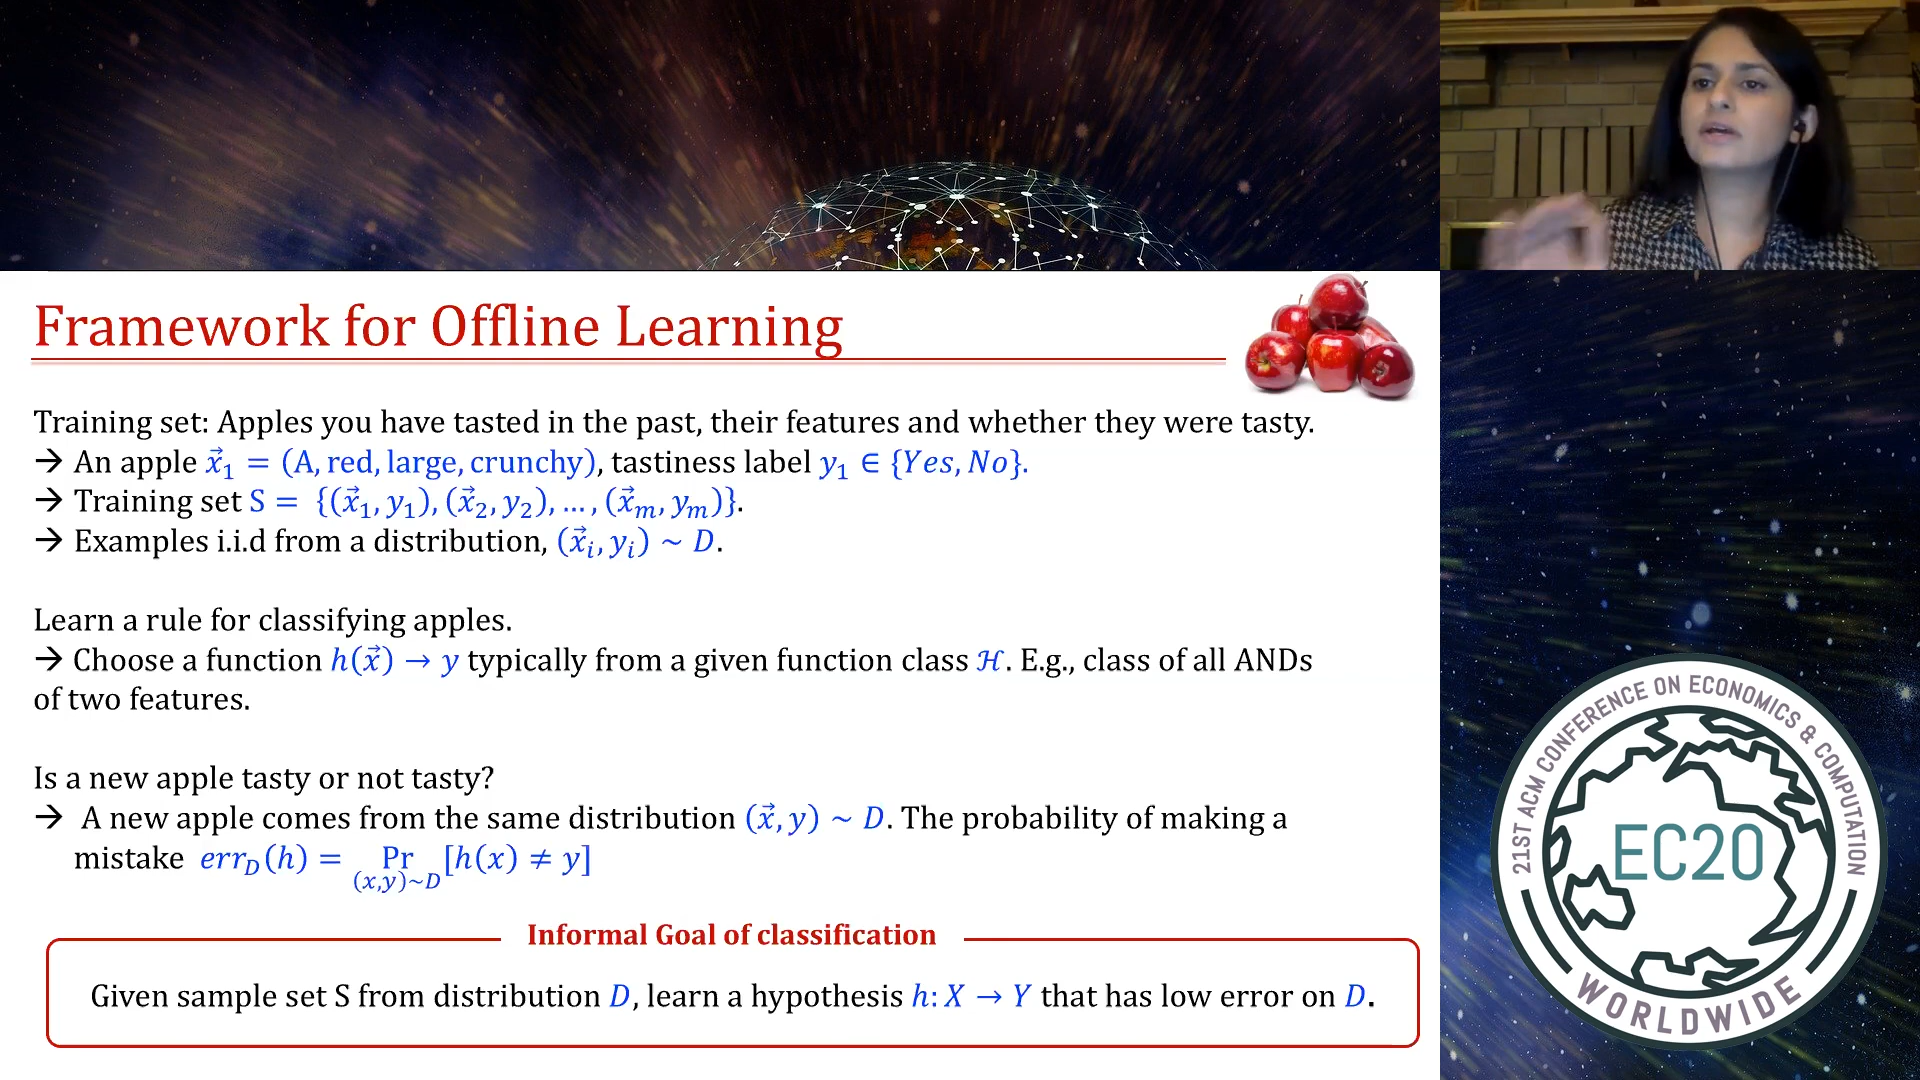 Framework for Offline Learning
Training set: Apples you have tasted in the past, their features and whether they were tasty.
→ An apple x⃗₁ = (A, red, large, crunchy), tastiness label y₁ ∈ {Yes, No}.
→ Training set S = {(x⃗₁, y₁), (x⃗₂, y₂), … , (x⃗ₘ, yₘ)}.
→ Examples i.i.d from a distribution, (x⃗ᵢ, yᵢ) ~ D.
Learn a rule for classifying apples.
→ Choose a function h(x⃗) → y typically from a given function class ℋ. E.g., class of all ANDs
of two features.
Is a new apple tasty or not tasty?
→ A new apple comes from the same distribution (x⃗, y) ~ D. The probability of making a
mistake err_D(h) = Pr_{(x,y)~D} [h(x) ≠ y]
Informal Goal of classification
Given sample set S from distribution D, learn a hypothesis h: X → Y that has low error on D.
21ST ACM CONFERENCE ON ECONOMICS & COMPUTATION
EC20
WORLDWIDE